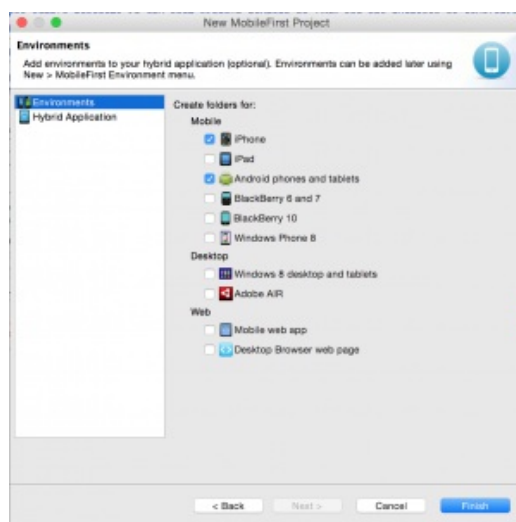 New MobileFirst Project
Environments
Add environments to your hybrid application (optional). Environments can be added later using
New > MobileFirst Environment menu.
Environments
Hybrid Application
Create folders for:
Mobile
iPhone
iPad
Android phones and tablets
BlackBerry 6 and 7
BlackBerry 10
Windows Phone 8
Desktop
Windows 8 desktop and tablets
Adobe AIR
Web
Mobile web app
Desktop Browser web page
< Back
Next >
Cancel
Finish